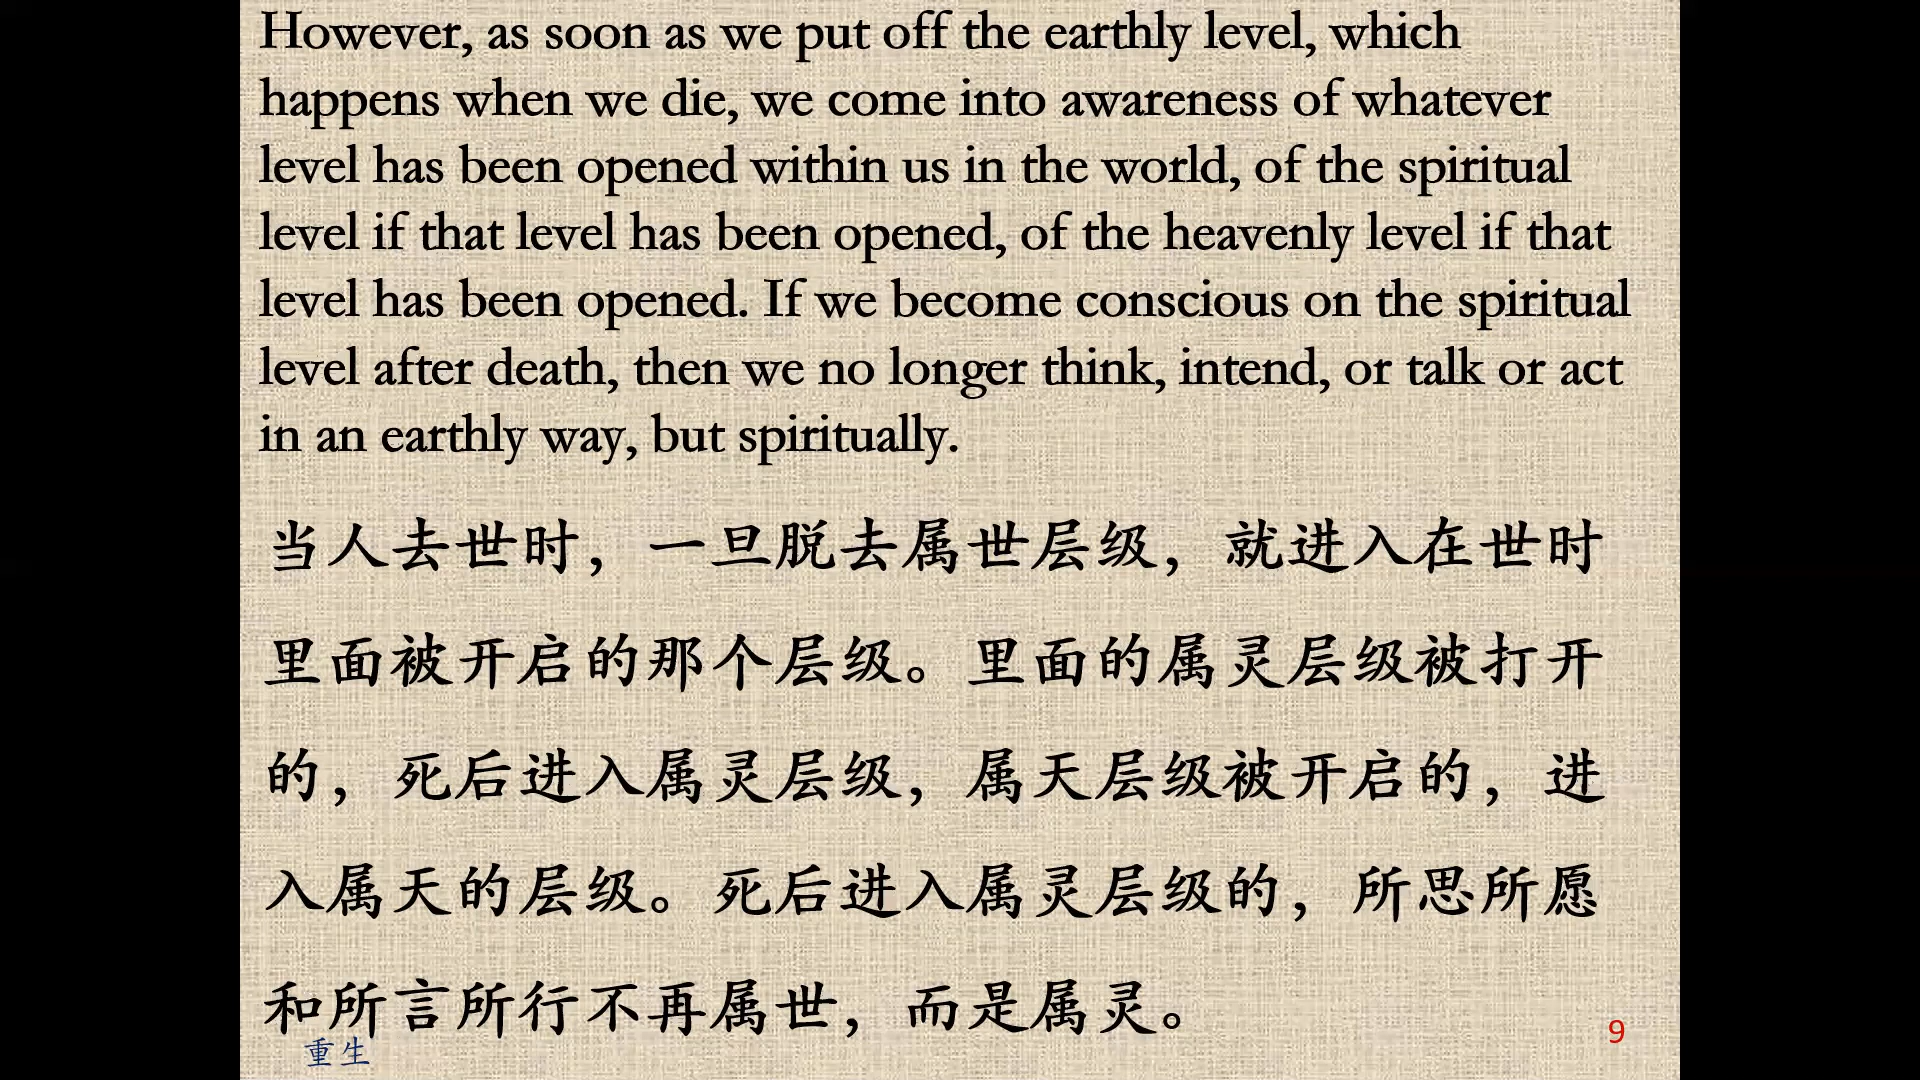 However, as soon as we put off the earthly level, which
happens when we die, we come into awareness of whatever
level has been opened within us in the world, of the spiritual
level if that level has been opened, of the heavenly level if that
level has been opened. If we become conscious on the spiritual
level after death, then we no longer think, intend, or talk or act
in an earthly way, but spiritually.
当人去世时，一旦脱去属世层级，就进入在世时
里面被开启的那个层级。里面的属灵层级被打开
的，死后进入属灵层级，属天层级被开启的，进
入属天的层级。死后进入属灵层级的，所思所愿
和所言所行不再属世，而是属灵。
重生
9